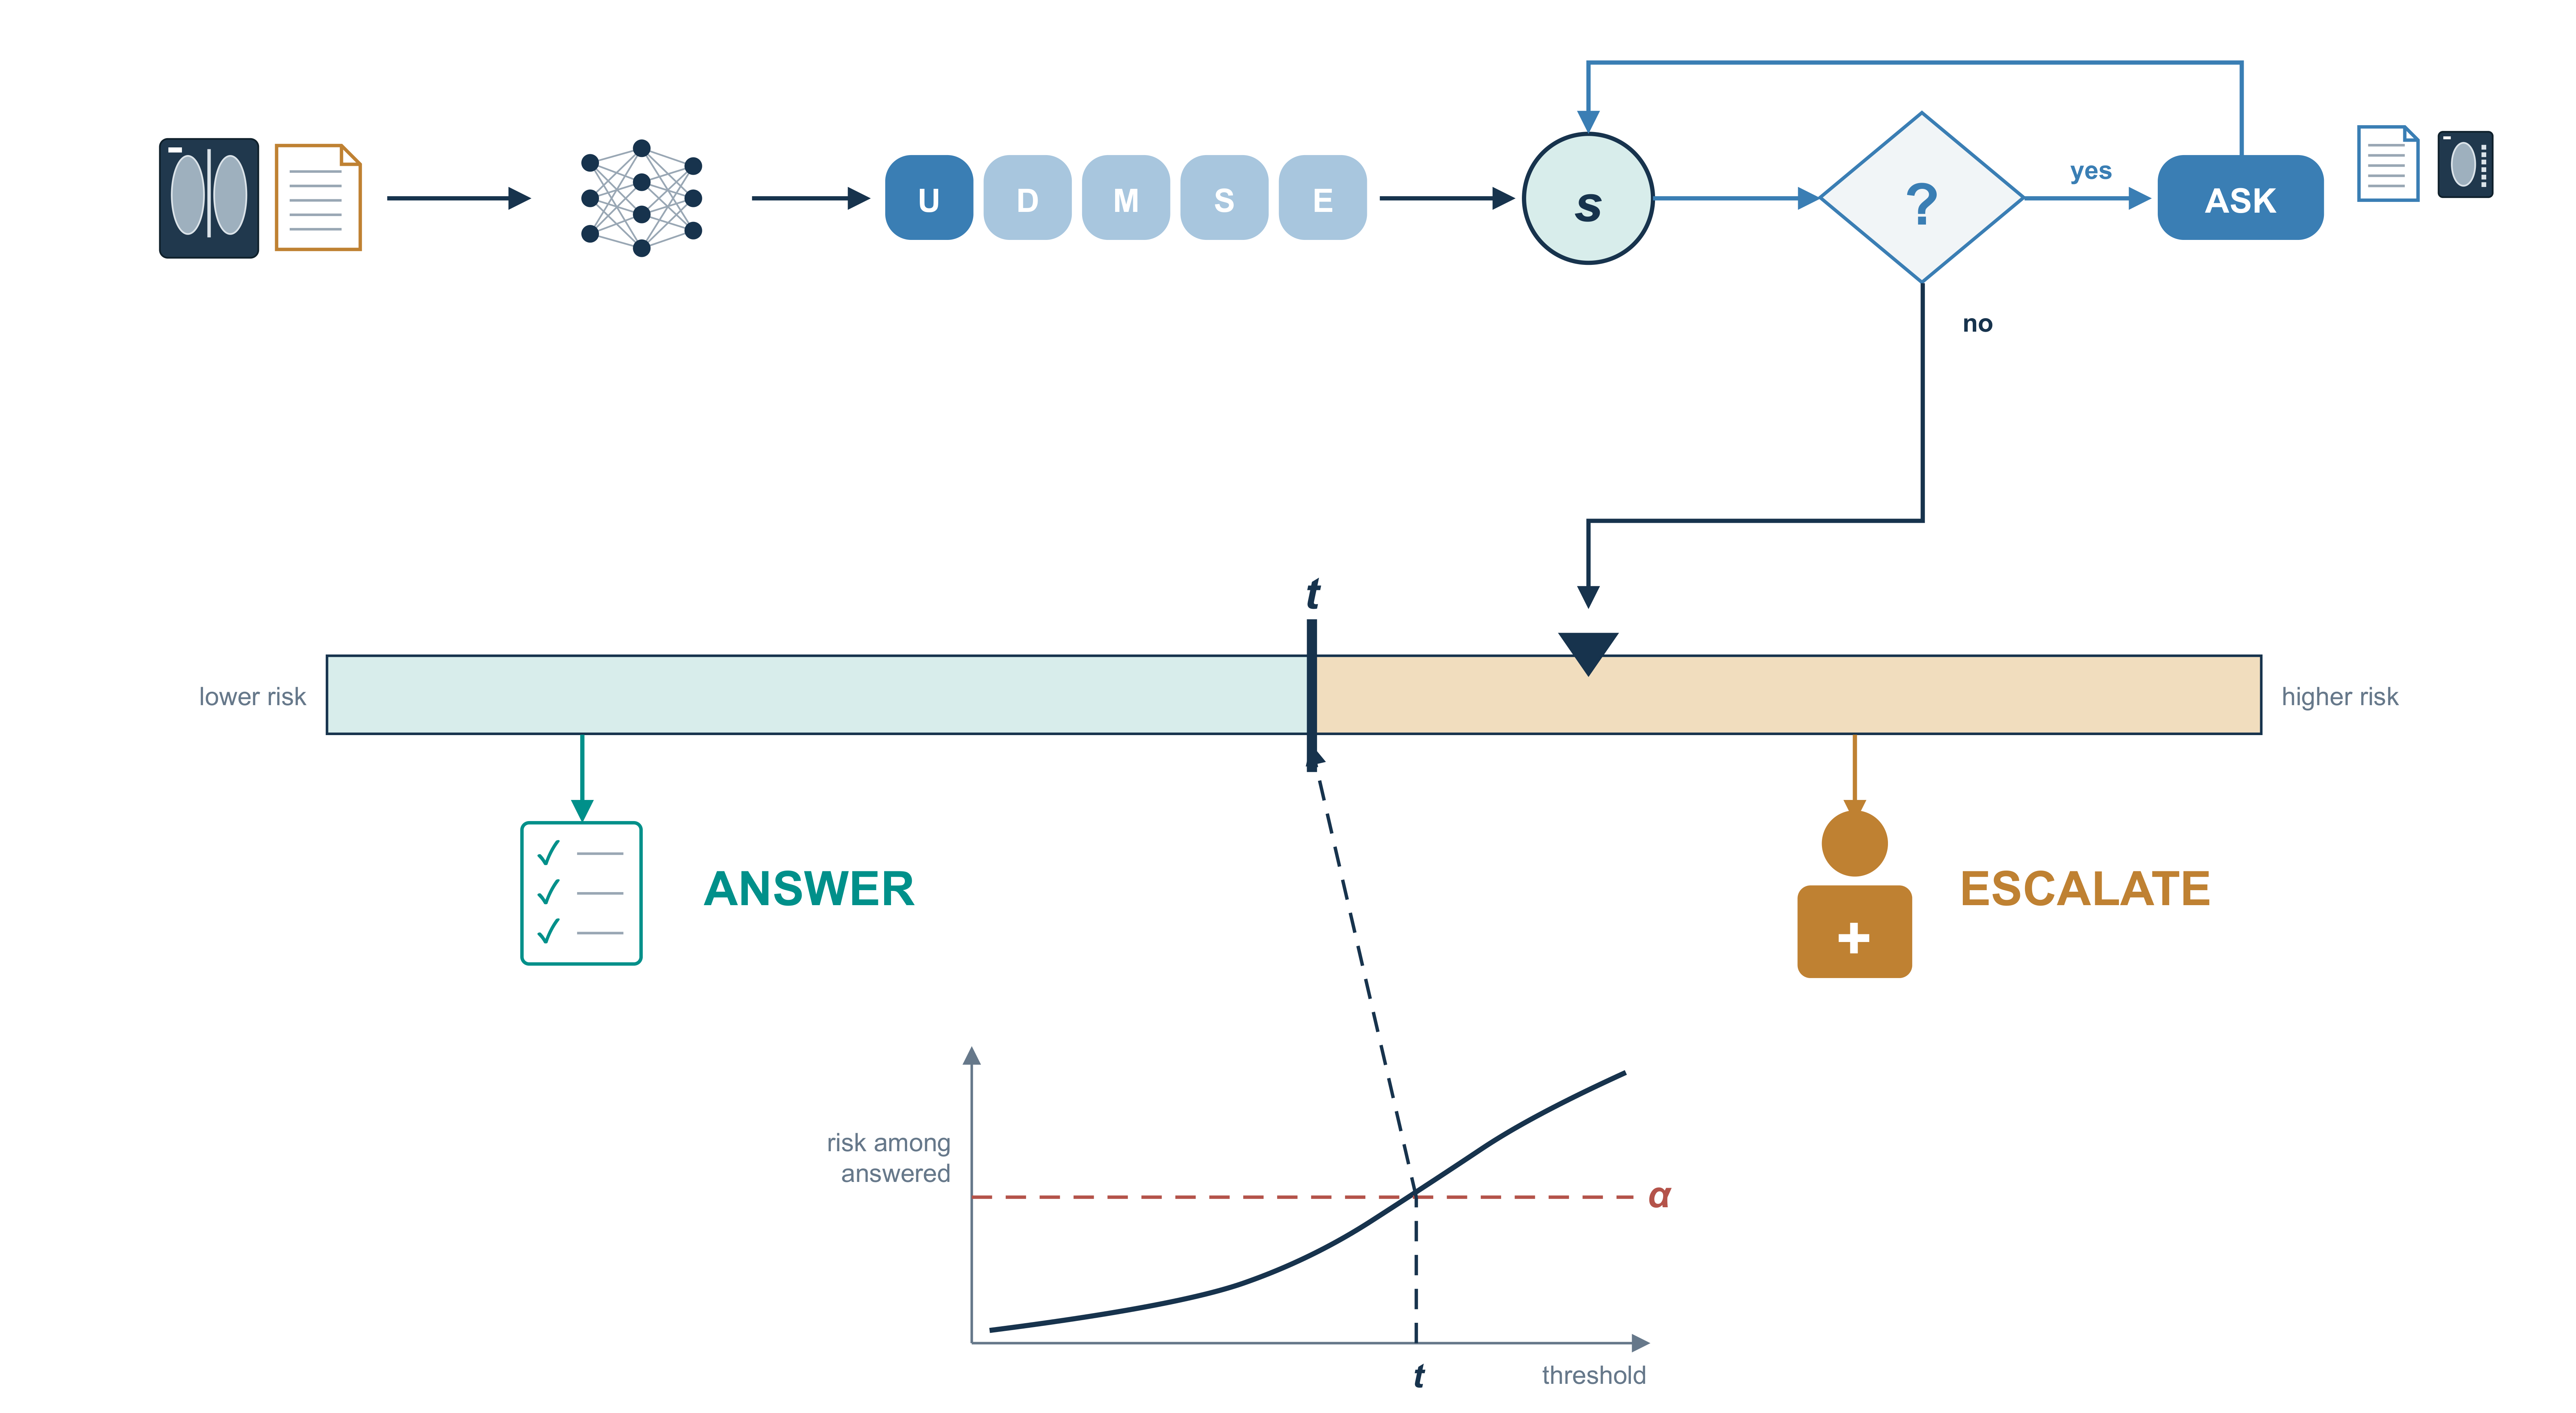 U D M S E
s
?
yes
ASK
no
t
lower risk
higher risk
ANSWER
ESCALATE
+
risk among
answered
α
t
threshold